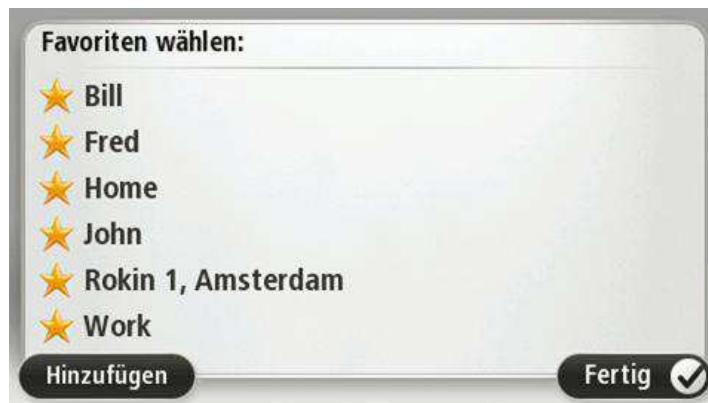 Favoriten wählen:
Bill
Fred
Home
John
Rokin 1, Amsterdam
Work
Hinzufügen
Fertig